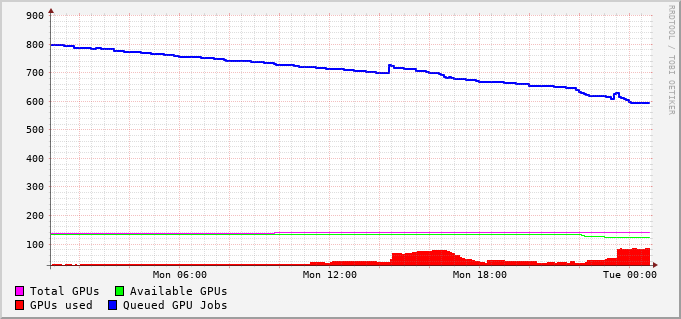 900
800
700
600
500
400
300
200
100
Mon 06:00 Mon 12:00 Mon 18:00 Tue 00:00
Total GPUs Available GPUs
GPUs used Queued GPU Jobs
RRDTOOL / TOBI OETIKER